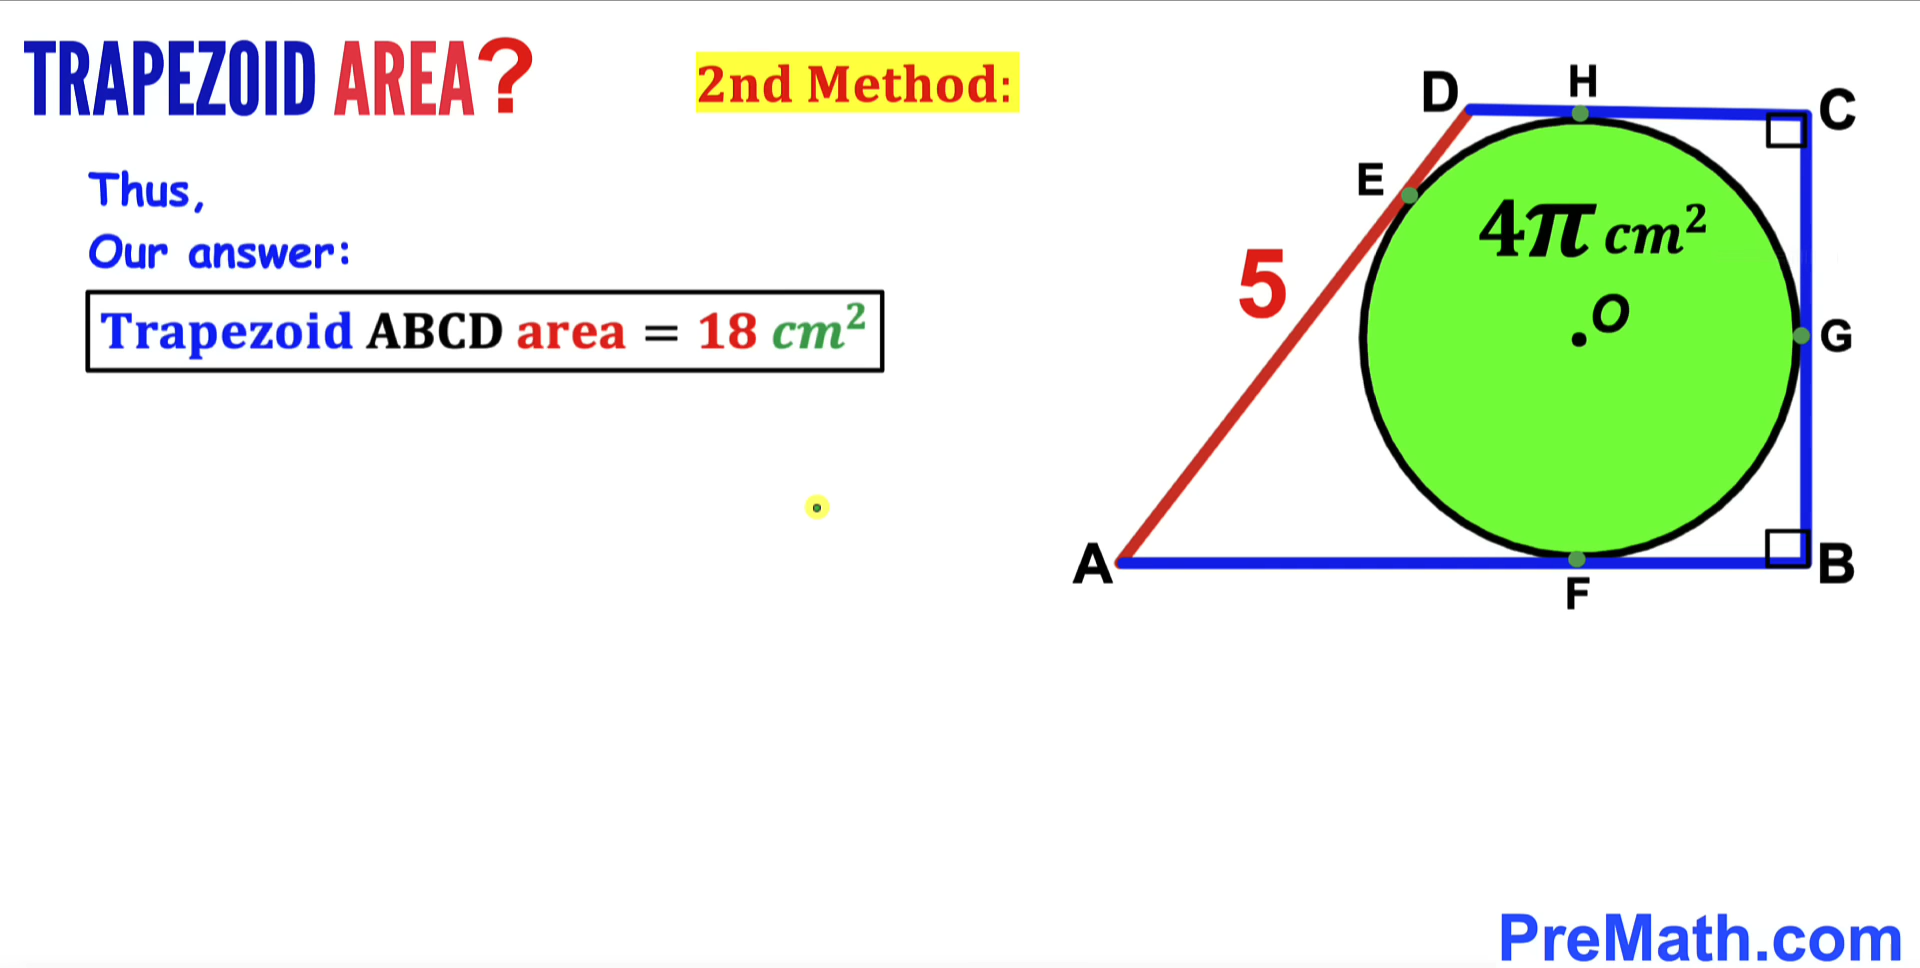 TRAPEZOID AREA?
2nd Method:
Thus,
Our answer:
Trapezoid ABCD area = 18 cm²
D
H
C
E
4π cm²
5
O
G
A
B
F
PreMath.com